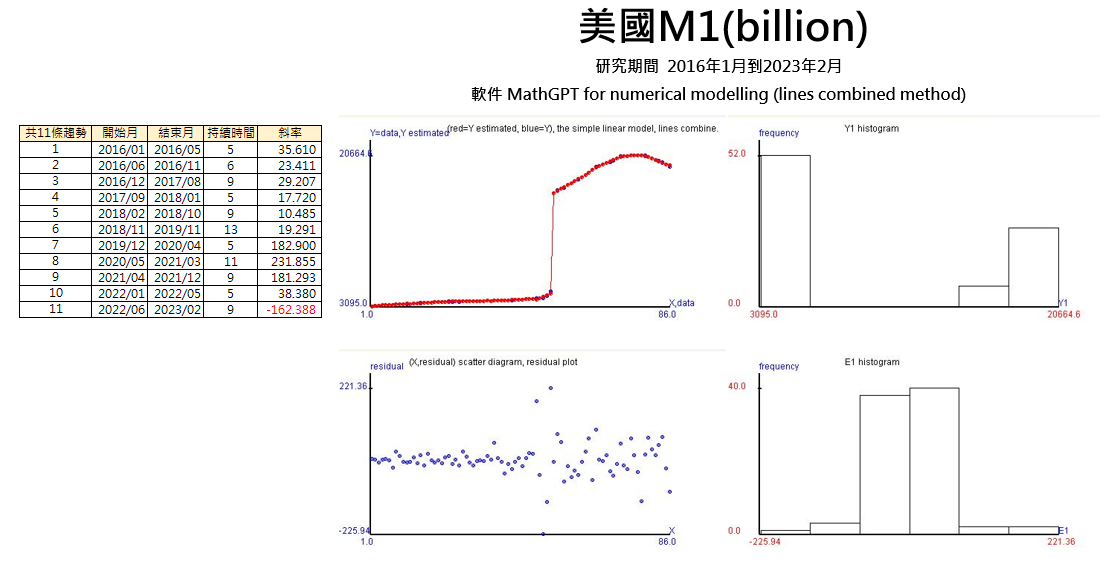 美國M1(billion)
研究期間 2016年1月到2023年2月
軟件 MathGPT for numerical modelling (lines combined method)
共11條趨勢 開始月 結束月 持續時間 斜率
1 2016/01 2016/05 5 35.610
2 2016/06 2016/11 6 23.411
3 2016/12 2017/08 9 29.207
4 2017/09 2018/01 5 17.720
5 2018/02 2018/10 9 10.485
6 2018/11 2019/11 13 19.291
7 2019/12 2020/04 5 182.900
8 2020/05 2021/03 11 231.855
9 2021/04 2021/12 9 181.293
10 2022/01 2022/05 5 38.380
11 2022/06 2023/02 9 -162.388
Y=data,Y estimated
(red=Y estimated, blue=Y), the simple linear model, lines combine.
20664.6
3095.0
X,data
1.0
86.0
Y1 histogram
frequency
52.0
0.0
Y1
3095.0
20664.6
(X,residual) scatter diagram, residual plot
residual
221.36
-225.94
X
1.0
86.0
E1 histogram
frequency
40.0
0.0
E1
-225.94
221.36